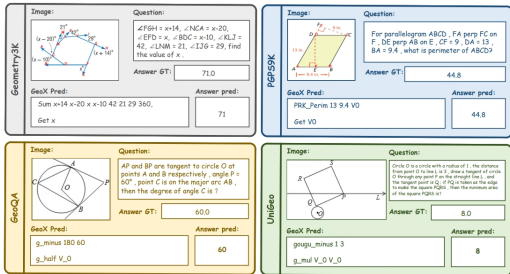 Geometry3K
Image:
29°
21°
42°
(x − 20)°
(x + 14)°
x°
(x − 10)°
Question:
∠FGH = x+14, ∠NCA = x-20,
∠EFD = x, ∠BDC = x-10, ∠KLJ =
42, ∠LNM = 21, ∠IJG = 29, find
the value of x .
Answer GT:
71.0
GeoX Pred:
Sum x+14 x-20 x x-10 42 21 29 360,
Get x
Answer pred:
71
PGPS9K
Image:
F
9 m
D
C
13 m
A
E
B
9.4 m
Question:
For parallelogram ABCD , FA perp FC on
F , DE perp AB on E , CF = 9 , DA = 13 ,
BA = 9.4 , what is perimeter of ABCD?
Answer GT:
44.8
GeoX Pred:
PRK_Perim 13 9.4 V0
Get V0
Answer pred:
44.8
GeoQA
Image:
A
C
O
P
B
Question:
AP and BP are tangent to circle O at
points A and B respectively , angle P =
60° , point C is on the major arc AB ,
then the degree of angle C is ?
Answer GT:
60.0
GeoX Pred:
g_minus 180 60
g_half V_0
Answer pred:
60
UniGeo
Image:
S
R
P
L
Q
O
Question:
Circle O is a circle with a radius of 1 , the distance
from point O to line L is 3 , draw a tangent of circle
O through any point P on the straight line L , and
the tangent point is Q ; if PQ is taken as the edge
to make the square PQRS , then the minimum area
of the square PQRS is?
Answer GT:
8.0
GeoX Pred:
gougu_minus 1 3
g_mul V_0 V_0
Answer pred:
8